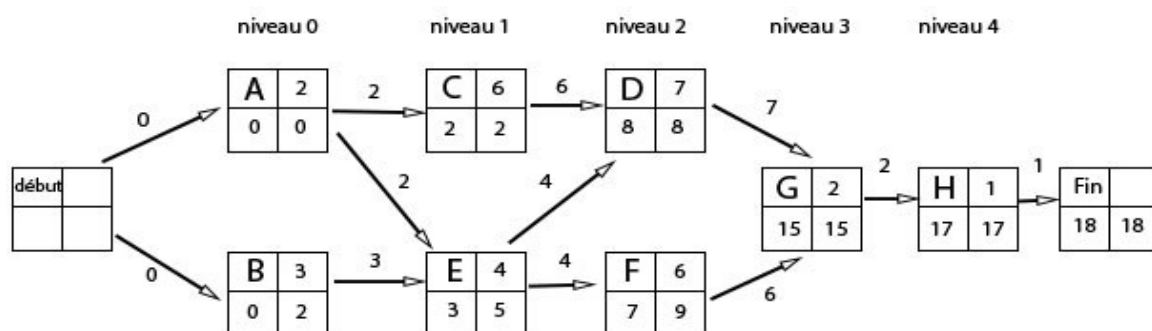 niveau 0 niveau 1 niveau 2 niveau 3 niveau 4
A 2 2 C 6 6 D 7
0 0 0 2 2 8 8 7
début 2 4 G 2 2 H 1 1 Fin
15 15 17 17 18 18
0 B 3 3 E 4 4 F 6 6
0 2 3 5 7 9